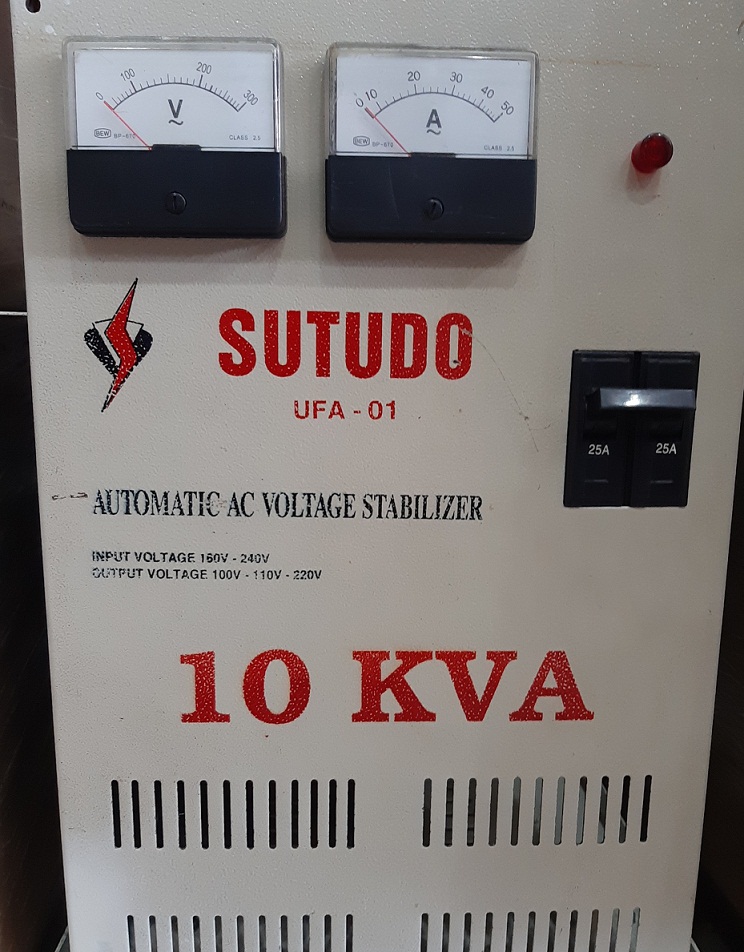 0 100 200 300
V
BEW BP-670 CLASS 2.5
0 10 20 30 40 50
A
BEW BP-670 CLASS 2.5
SUTUDO
UFA - 01
25A 25A
AUTOMATIC AC VOLTAGE STABILIZER
INPUT VOLTAGE 160V - 240V
OUTPUT VOLTAGE 100V - 110V - 220V
10 KVA